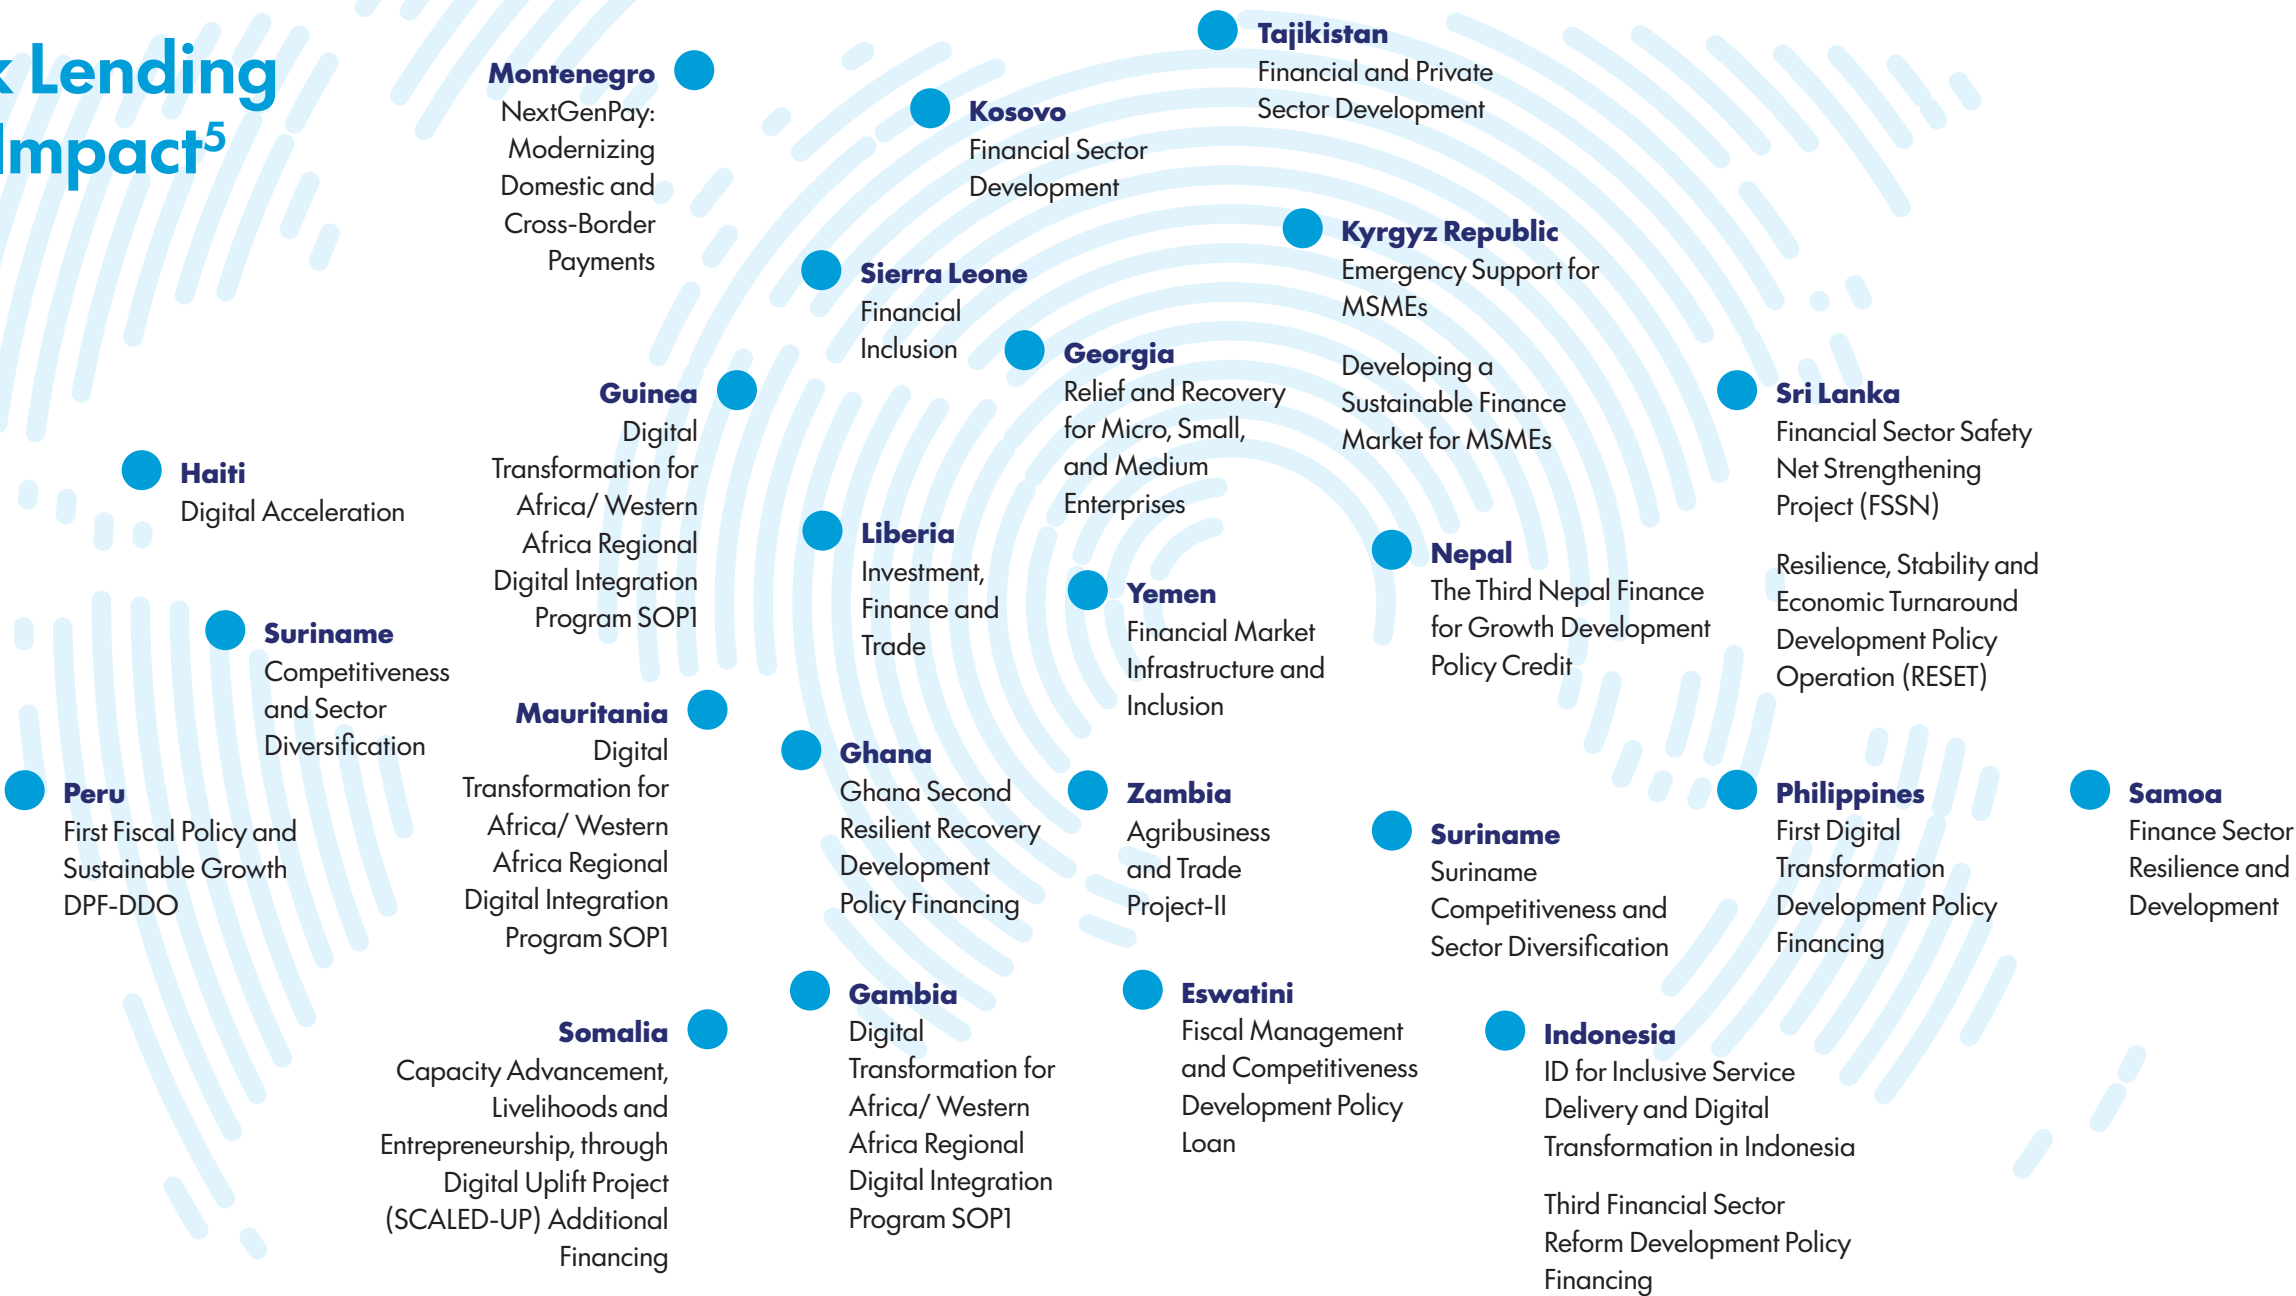 Lending
Impact5
Montenegro
NextGenPay:
Modernizing
Domestic and
Cross-Border
Payments
Tajikistan
Financial and Private
Sector Development
Kosovo
Financial Sector
Development
Kyrgyz Republic
Emergency Support for
MSMEs
Developing a
Sustainable Finance
Market for MSMEs
Sierra Leone
Financial
Inclusion
Georgia
Relief and Recovery
for Micro, Small,
and Medium
Enterprises
Guinea
Digital
Transformation for
Africa/ Western
Africa Regional
Digital Integration
Program SOP1
Sri Lanka
Financial Sector Safety
Net Strengthening
Project (FSSN)
Resilience, Stability and
Economic Turnaround
Development Policy
Operation (RESET)
Haiti
Digital Acceleration
Liberia
Investment,
Finance and
Trade
Nepal
The Third Nepal Finance
for Growth Development
Policy Credit
Yemen
Financial Market
Infrastructure and
Inclusion
Suriname
Competitiveness
and Sector
Diversification
Mauritania
Digital
Transformation for
Africa/ Western
Africa Regional
Digital Integration
Program SOP1
Ghana
Ghana Second
Resilient Recovery
Development
Policy Financing
Peru
First Fiscal Policy and
Sustainable Growth
DPF-DDO
Zambia
Agribusiness
and Trade
Project-II
Suriname
Suriname
Competitiveness and
Sector Diversification
Philippines
First Digital
Transformation
Development Policy
Financing
Samoa
Finance Sector
Resilience and
Development
Somalia
Capacity Advancement,
Livelihoods and
Entrepreneurship, through
Digital Uplift Project
(SCALED-UP) Additional
Financing
Gambia
Digital
Transformation for
Africa/ Western
Africa Regional
Digital Integration
Program SOP1
Eswatini
Fiscal Management
and Competitiveness
Development Policy
Loan
Indonesia
ID for Inclusive Service
Delivery and Digital
Transformation in Indonesia
Third Financial Sector
Reform Development Policy
Financing